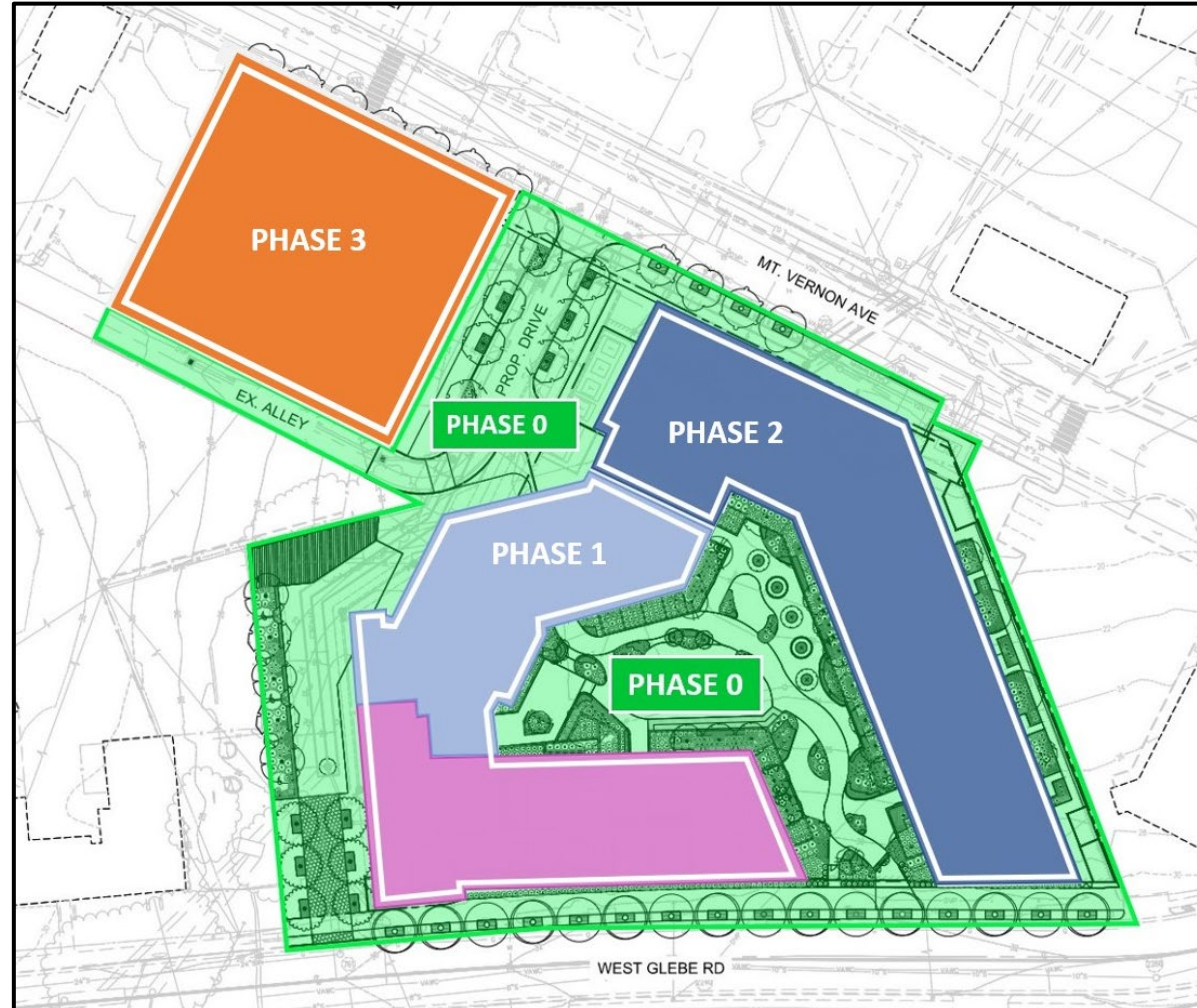 PHASE 3
MT. VERNON AVE
PROP. DRIVE
EX. ALLEY
PHASE 0
PHASE 2
PHASE 1
PHASE 0
WEST GLEBE RD